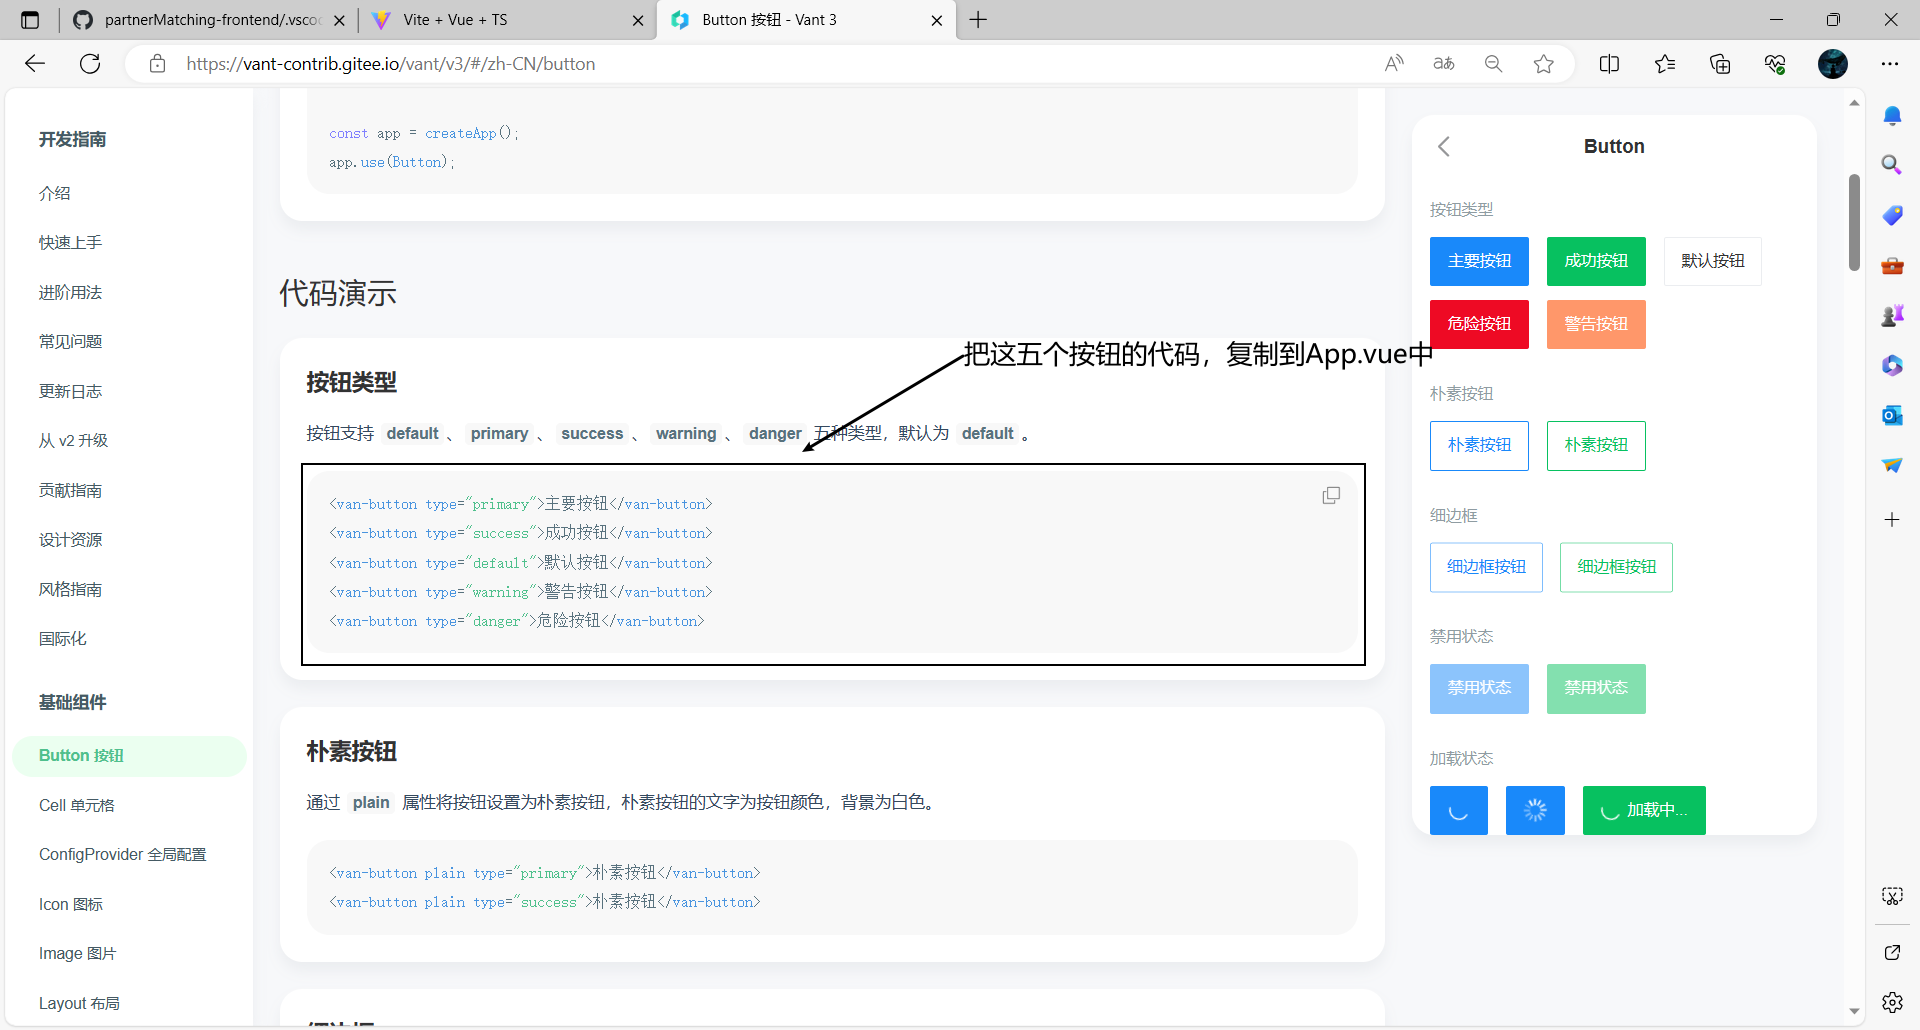 partnerMatching-frontend/.vscoc
Vite + Vue + TS
Button 按钮 - Vant 3
https://vant-contrib.gitee.io/vant/v3/#/zh-CN/button
开发指南
介绍
快速上手
进阶用法
常见问题
更新日志
从 v2 升级
贡献指南
设计资源
风格指南
国际化
基础组件
Button 按钮
Cell 单元格
ConfigProvider 全局配置
Icon 图标
Image 图片
Layout 布局
const app = createApp();
app.use(Button);
代码演示
把这五个按钮的代码，复制到App.vue中
按钮类型
按钮支持 default 、 primary 、 success 、 warning 、 danger 五种类型，默认为 default 。
<van-button type="primary">主要按钮</van-button>
<van-button type="success">成功按钮</van-button>
<van-button type="default">默认按钮</van-button>
<van-button type="warning">警告按钮</van-button>
<van-button type="danger">危险按钮</van-button>
朴素按钮
通过 plain 属性将按钮设置为朴素按钮，朴素按钮的文字为按钮颜色，背景为白色。
<van-button plain type="primary">朴素按钮</van-button>
<van-button plain type="success">朴素按钮</van-button>
细边框
Button
按钮类型
主要按钮 成功按钮 默认按钮
危险按钮 警告按钮
朴素按钮
朴素按钮 朴素按钮
细边框
细边框按钮 细边框按钮
禁用状态
禁用状态 禁用状态
加载状态
加载中...